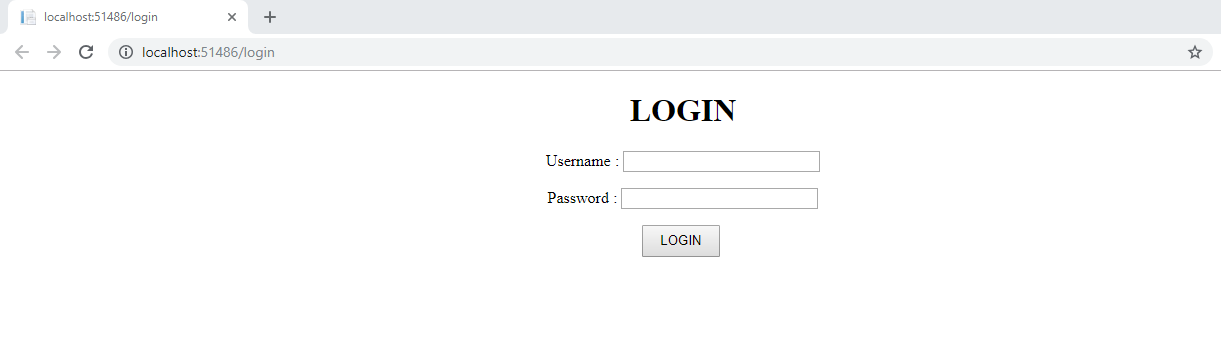 localhost:51486/login
localhost:51486/login
LOGIN
Username :
Password :
LOGIN